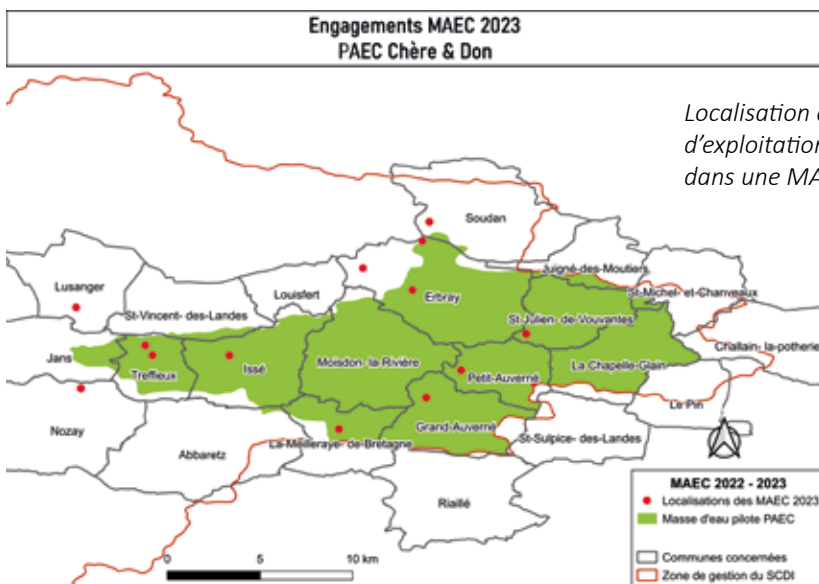 Engagements MAEC 2023
PAEC Chère & Don
Localisation
d'exploitation
dans une MA
Soudan
Juigné-des-Moutiers
Lusanger
St-Michel-et-Chanveaux
Louisfert
Erbray
St-Vincent-des-Landes
St-Julien-de-Vouvantes
Challain-la-potherie
Jans
Issé
Moisdon-la-Rivière
La Chapelle-Glain
Treffieux
Petit-Auverné
Le Pin
Nozay
Grand-Auverné
La-Meilleraye-de-Bretagne
St-Sulpice-des-Landes
Abbaretz
Riaillé
MAEC 2022 - 2023
Localisations des MAEC 2023
Masse d'eau pilote PAEC
Communes concernées
Zone de gestion du SCDI
0 5 10 km